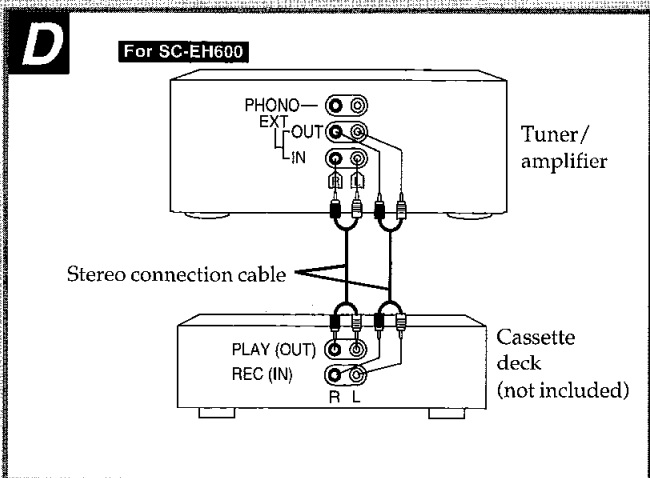 D
For SC-EH600
PHONO
EXT
OUT
IN
R L
Tuner/
amplifier
Stereo connection cable
PLAY (OUT)
REC (IN)
R L
Cassette
deck
(not included)